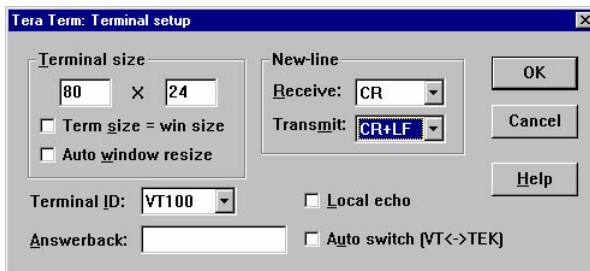 Tera Term: Terminal setup
Terminal size
80 X 24
Term size = win size
Auto window resize
New-line
Receive: CR
Transmit: CR+LF
OK
Cancel
Help
Terminal ID: VT100
Local echo
Answerback:
Auto switch (VT<->TEK)